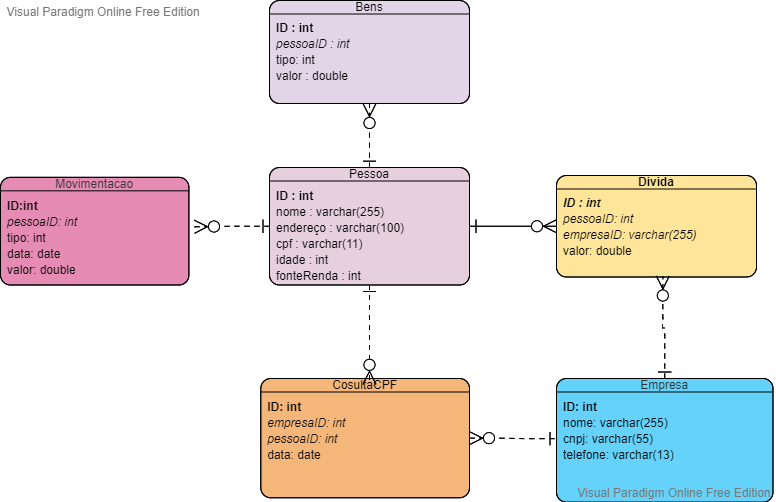 Visual Paradigm Online Free Edition
Bens
ID : int
pessoaID : int
tipo: int
valor : double
Movimentacao
ID:int
pessoaID: int
tipo: int
data: date
valor: double
Pessoa
ID : int
nome : varchar(255)
endereço : varchar(100)
cpf : varchar(11)
idade : int
fonteRenda : int
Divida
ID : int
pessoaID: int
empresaID: varchar(255)
valor: double
CosultaCPF
ID: int
empresaID: int
pessoaID: int
data: date
Empresa
ID: int
nome: varchar(255)
cnpj: varchar(55)
telefone: varchar(13)
Visual Paradigm Online Free Edition